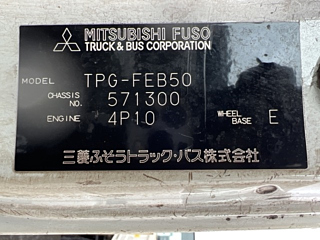 MITSUBISHI FUSO
TRUCK & BUS CORPORATION
MODEL TPG-FEB50
CHASSIS NO. 571300
ENGINE 4P10 WHEEL BASE E
三菱ふそうトラック・バス株式会社